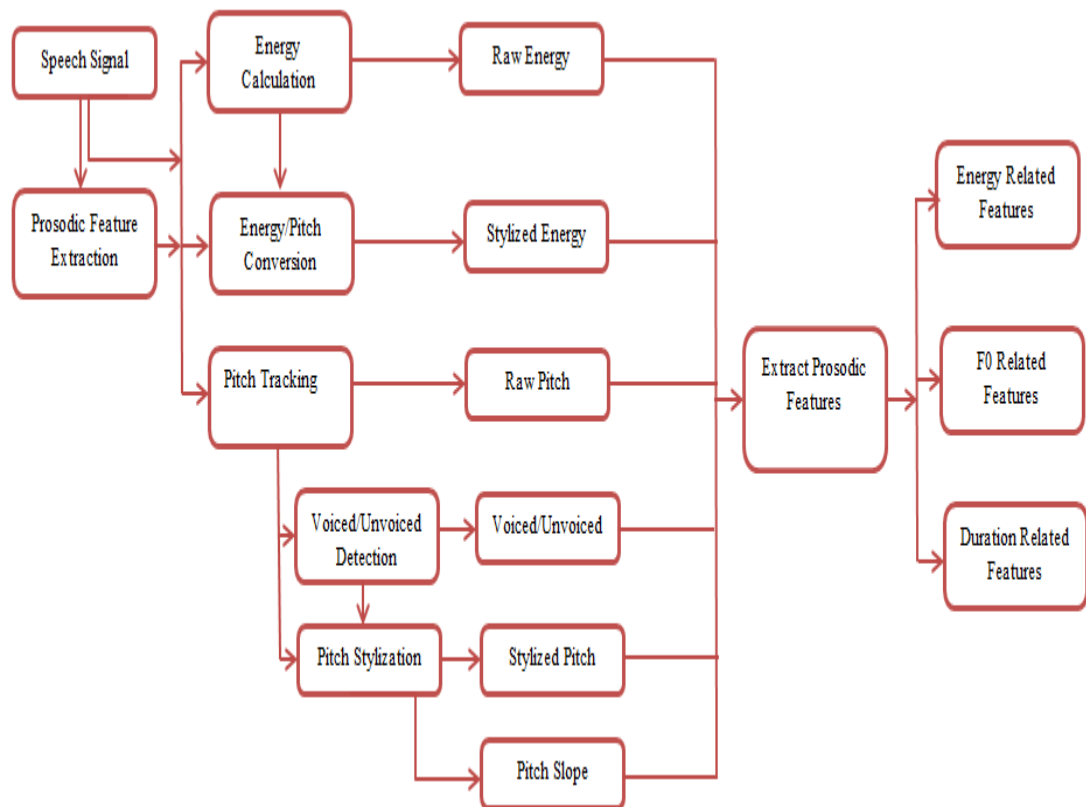 Speech Signal
Energy
Calculation
Raw Energy
Prosodic Feature
Extraction
Energy/Pitch
Conversion
Stylized Energy
Energy Related
Features
Pitch Tracking
Raw Pitch
Extract Prosodic
Features
F0 Related
Features
Voiced/Unvoiced
Detection
Voiced/Unvoiced
Duration Related
Features
Pitch Stylization
Stylized Pitch
Pitch Slope